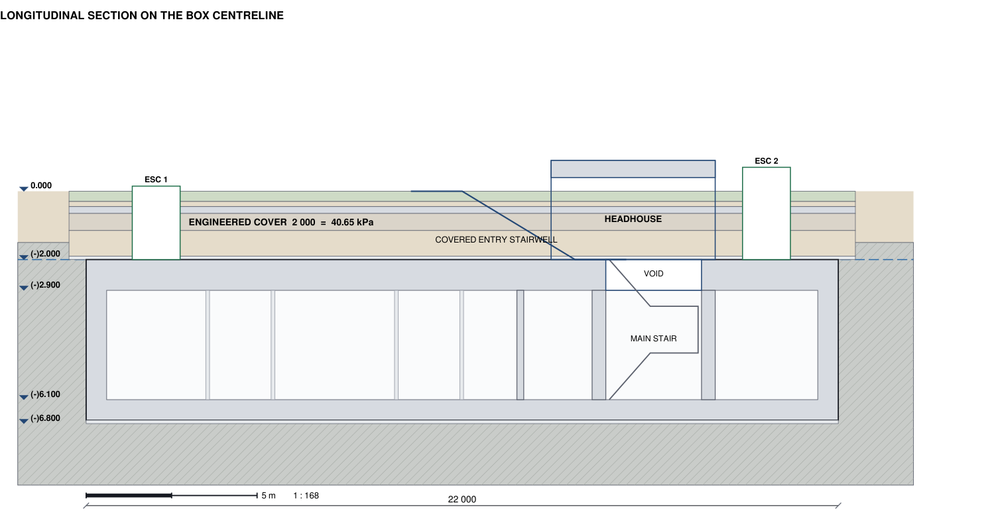 LONGITUDINAL SECTION ON THE BOX CENTRELINE
ESC 2
ESC 1
0.000
HEADHOUSE
ENGINEERED COVER  2 000  =  40.65 kPa
COVERED ENTRY STAIRWELL
(-)2.000
VOID
(-)2.900
MAIN STAIR
(-)6.100
(-)6.800
5 m    1 : 168
22 000